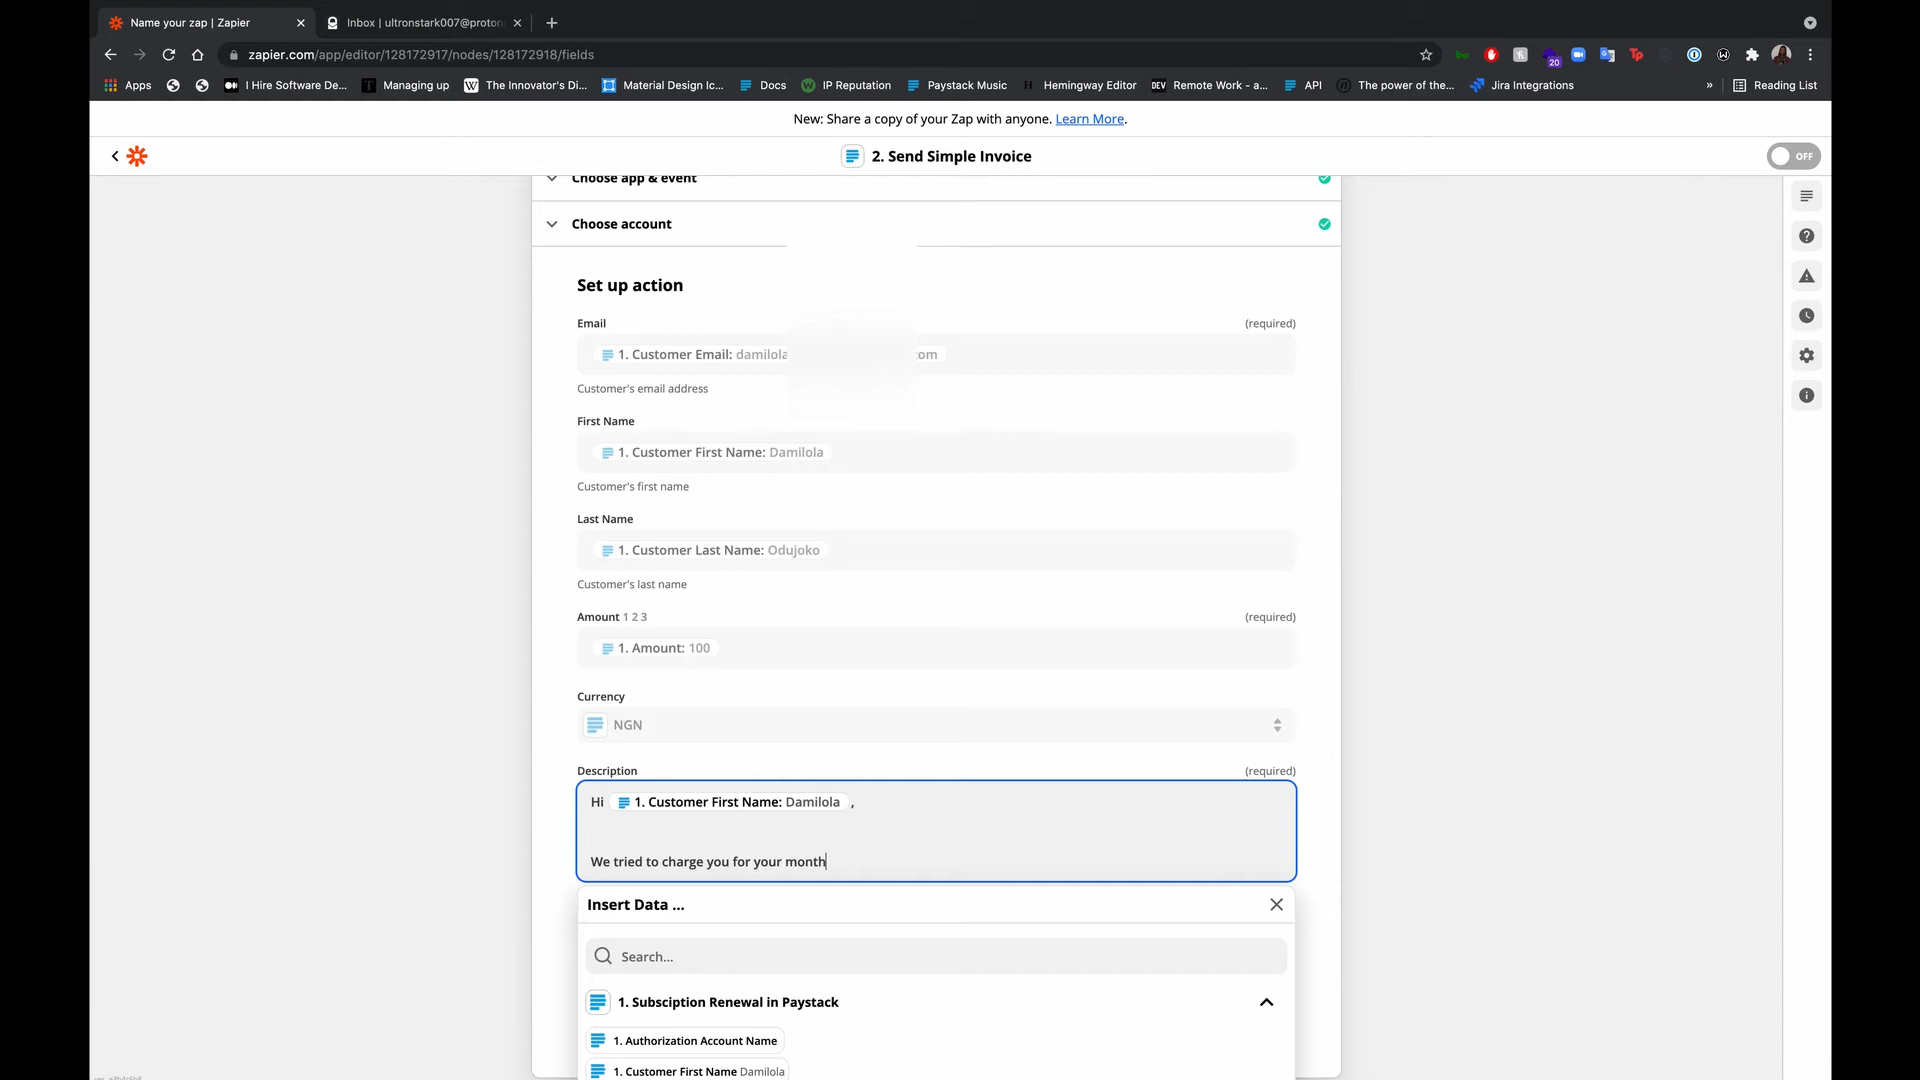 Name your zap | Zapier
Inbox | ultronstark007@proton
zapier.com/app/editor/128172917/nodes/128172918/fields
20
Apps
I Hire Software De...
Managing up
The Innovator's Di...
Material Design Ic...
Docs
IP Reputation
Paystack Music
Hemingway Editor
DEV Remote Work - a...
API
The power of the...
Jira Integrations
»
Reading List
New: Share a copy of your Zap with anyone. Learn More.
2. Send Simple Invoice
OFF
Choose app & event
Choose account
Set up action
Email (required)
1. Customer Email: damilola om
Customer's email address
First Name
1. Customer First Name: Damilola
Customer's first name
Last Name
1. Customer Last Name: Odujoko
Customer's last name
Amount 1 2 3 (required)
1. Amount: 100
Currency
NGN
Description (required)
Hi 1. Customer First Name: Damilola ,
We tried to charge you for your month
Insert Data ...
Search...
1. Subsciption Renewal in Paystack
1. Authorization Account Name
1. Customer First Name Damilola